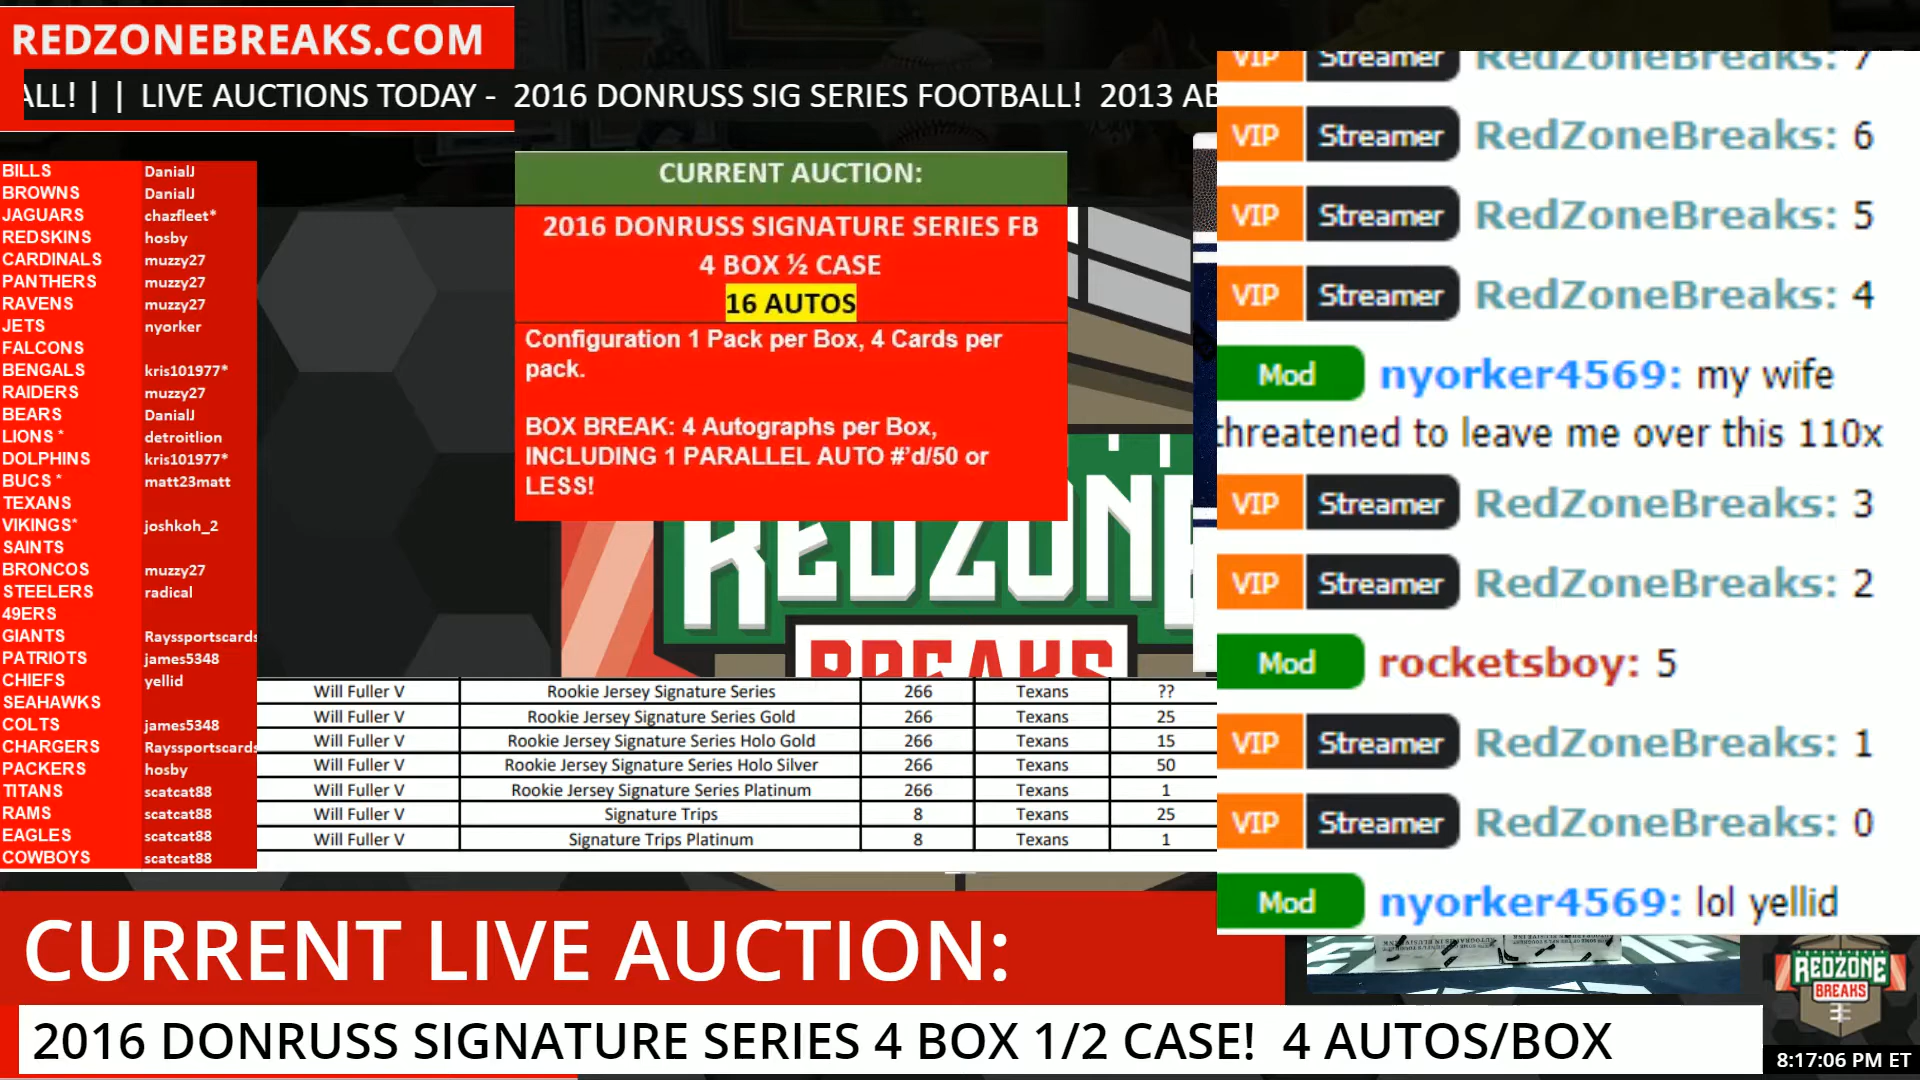 REDZONEBREAKS.COM
ALL! | | LIVE AUCTIONS TODAY - 2016 DONRUSS SIG SERIES FOOTBALL! 2013 AB
BILLS DanialJ
BROWNS DanialJ
JAGUARS chazfleet*
REDSKINS hosby
CARDINALS muzzy27
PANTHERS muzzy27
RAVENS muzzy27
JETS nyorker
FALCONS
BENGALS kris101977*
RAIDERS muzzy27
BEARS DanialJ
LIONS * detroitlion
DOLPHINS kris101977*
BUCS * matt23matt
TEXANS
VIKINGS* joshkoh_2
SAINTS
BRONCOS muzzy27
STEELERS radical
49ERS
GIANTS Rayssportscards
PATRIOTS james5348
CHIEFS yellid
SEAHAWKS
COLTS james5348
CHARGERS Rayssportscards
PACKERS hosby
TITANS scatcat88
RAMS scatcat88
EAGLES scatcat88
COWBOYS scatcat88
CURRENT AUCTION:
2016 DONRUSS SIGNATURE SERIES FB
4 BOX ½ CASE
16 AUTOS
Configuration 1 Pack per Box, 4 Cards per
pack.
BOX BREAK: 4 Autographs per Box,
INCLUDING 1 PARALLEL AUTO #'d/50 or
LESS!
REDZONE
BREAKS
Will Fuller V Rookie Jersey Signature Series 266 Texans ??
Will Fuller V Rookie Jersey Signature Series Gold 266 Texans 25
Will Fuller V Rookie Jersey Signature Series Holo Gold 266 Texans 15
Will Fuller V Rookie Jersey Signature Series Holo Silver 266 Texans 50
Will Fuller V Rookie Jersey Signature Series Platinum 266 Texans 1
Will Fuller V Signature Trips 8 Texans 25
Will Fuller V Signature Trips Platinum 8 Texans 1
VIP Streamer RedZoneBreaks: 7
VIP Streamer RedZoneBreaks: 6
VIP Streamer RedZoneBreaks: 5
VIP Streamer RedZoneBreaks: 4
Mod nyorker4569: my wife
threatened to leave me over this 110x
VIP Streamer RedZoneBreaks: 3
VIP Streamer RedZoneBreaks: 2
Mod rocketsboy: 5
VIP Streamer RedZoneBreaks: 1
VIP Streamer RedZoneBreaks: 0
Mod nyorker4569: lol yellid
CURRENT LIVE AUCTION:
2016 DONRUSS SIGNATURE SERIES 4 BOX 1/2 CASE! 4 AUTOS/BOX
REDZONE
BREAKS
8:17:06 PM ET